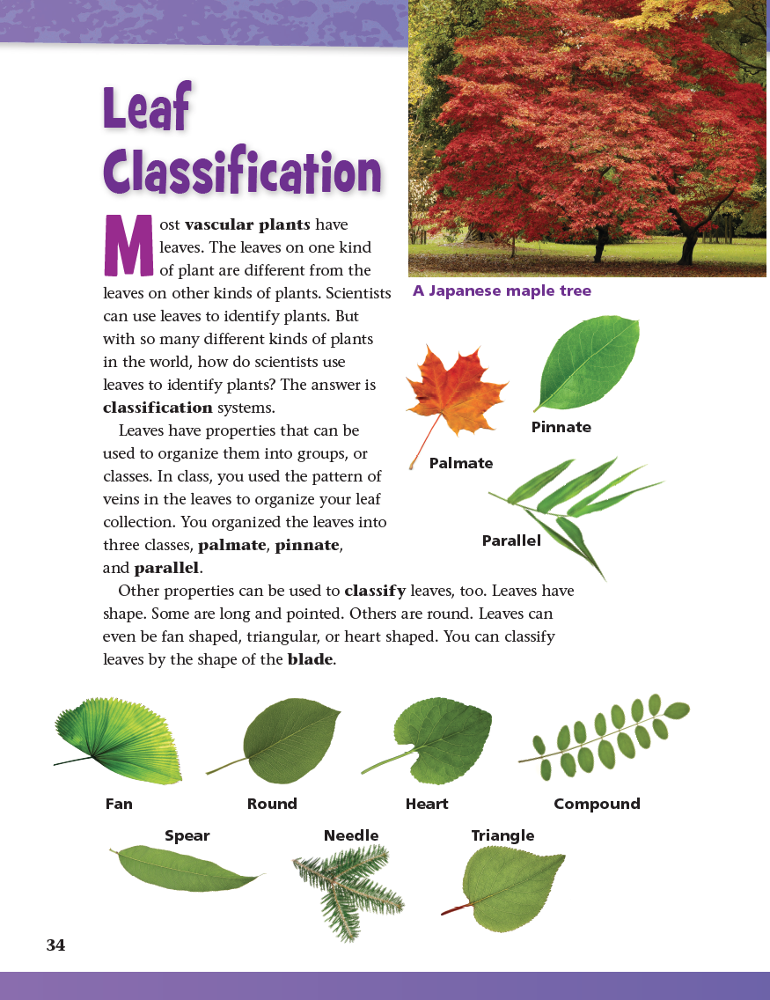 Leaf
Classification
Most vascular plants have
leaves. The leaves on one kind
of plant are different from the
leaves on other kinds of plants. Scientists
can use leaves to identify plants. But
with so many different kinds of plants
in the world, how do scientists use
leaves to identify plants? The answer is
classification systems.
Leaves have properties that can be
used to organize them into groups, or
classes. In class, you used the pattern of
veins in the leaves to organize your leaf
collection. You organized the leaves into
three classes, palmate, pinnate,
and parallel.
A Japanese maple tree
Pinnate
Palmate
Parallel
Other properties can be used to classify leaves, too. Leaves have
shape. Some are long and pointed. Others are round. Leaves can
even be fan shaped, triangular, or heart shaped. You can classify
leaves by the shape of the blade.
Fan
Round
Heart
Compound
Spear
Needle
Triangle
34